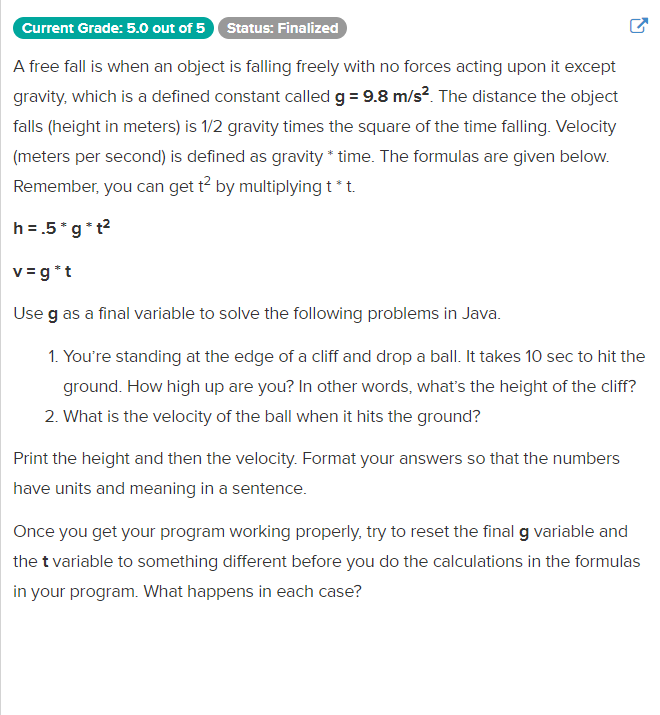 Current Grade: 5.0 out of 5 Status: Finalized
A free fall is when an object is falling freely with no forces acting upon it except
gravity, which is a defined constant called g = 9.8 m/s². The distance the object
falls (height in meters) is 1/2 gravity times the square of the time falling. Velocity
(meters per second) is defined as gravity * time. The formulas are given below.
Remember, you can get t² by multiplying t * t.
h = .5 * g * t²
v = g * t
Use g as a final variable to solve the following problems in Java.
1. You're standing at the edge of a cliff and drop a ball. It takes 10 sec to hit the
ground. How high up are you? In other words, what's the height of the cliff?
2. What is the velocity of the ball when it hits the ground?
Print the height and then the velocity. Format your answers so that the numbers
have units and meaning in a sentence.
Once you get your program working properly, try to reset the final g variable and
the t variable to something different before you do the calculations in the formulas
in your program. What happens in each case?